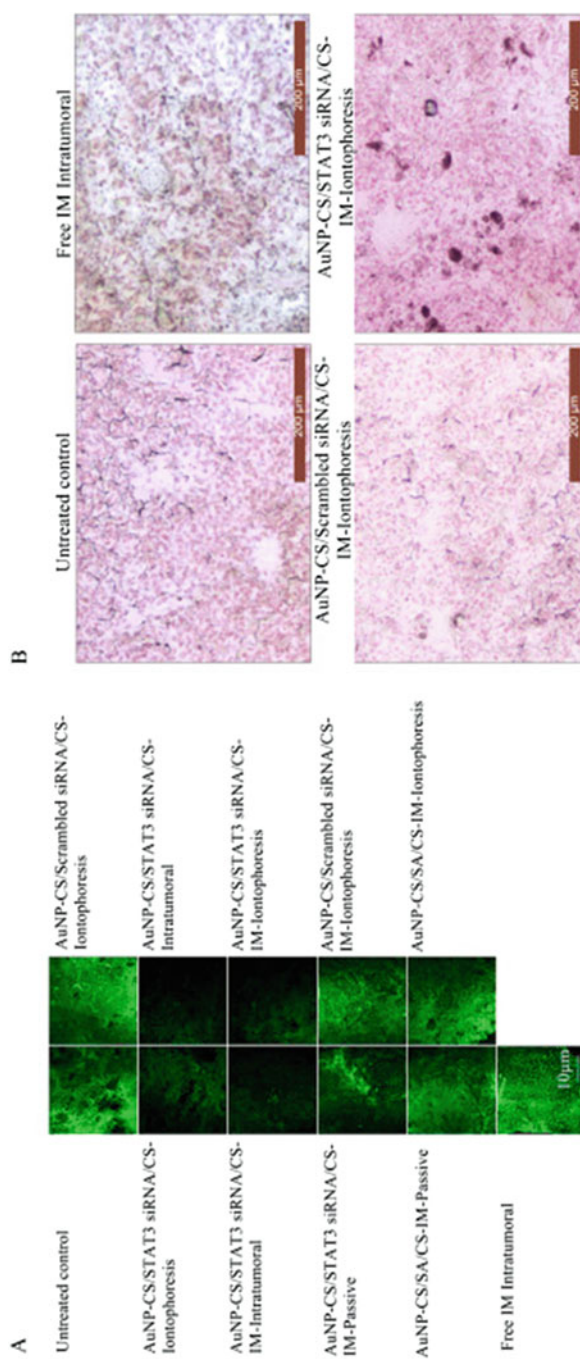 A
Untreated control
AuNP-CS/Scrambled siRNA/CS-
Iontophoresis
AuNP-CS/STAT3 siRNA/CS-
Iontophoresis
AuNP-CS/STAT3 siRNA/CS-
Intratumoral
AuNP-CS/STAT3 siRNA/CS-
IM-Intratumoral
AuNP-CS/STAT3 siRNA/CS-
IM-Iontophoresis
AuNP-CS/STAT3 siRNA/CS-
IM-Passive
AuNP-CS/Scrambled siRNA/CS-
IM-Iontophoresis
AuNP-CS/SA/CS-IM-Passive
AuNP-CS/SA/CS-IM-Iontophoresis
Free IM Intratumoral
10µm
B
Untreated control
Free IM Intratumoral
200 µm
200 µm
AuNP-CS/Scrambled siRNA/CS-
IM-Iontophoresis
AuNP-CS/STAT3 siRNA/CS-
IM-Iontophoresis
200 µm
200 µm